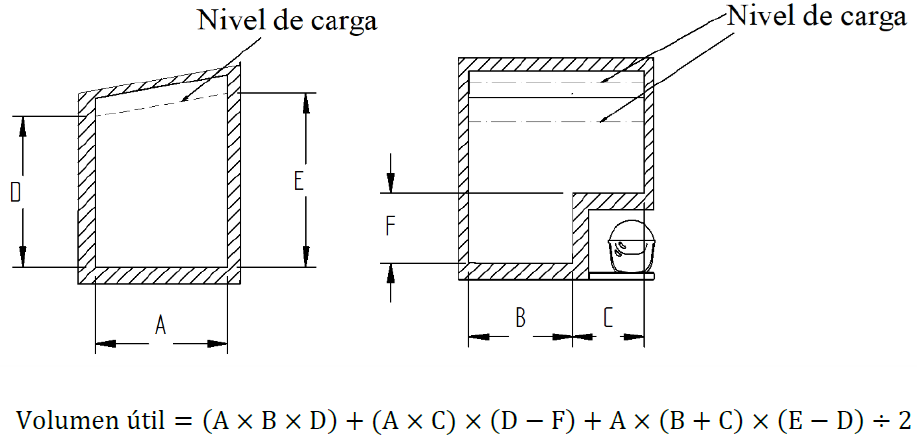 Nivel de carga
Nivel de carga
D
E
A
F
B
C
Volumen útil = (A × B × D) + (A × C) × (D − F) + A × (B + C) × (E − D) ÷ 2